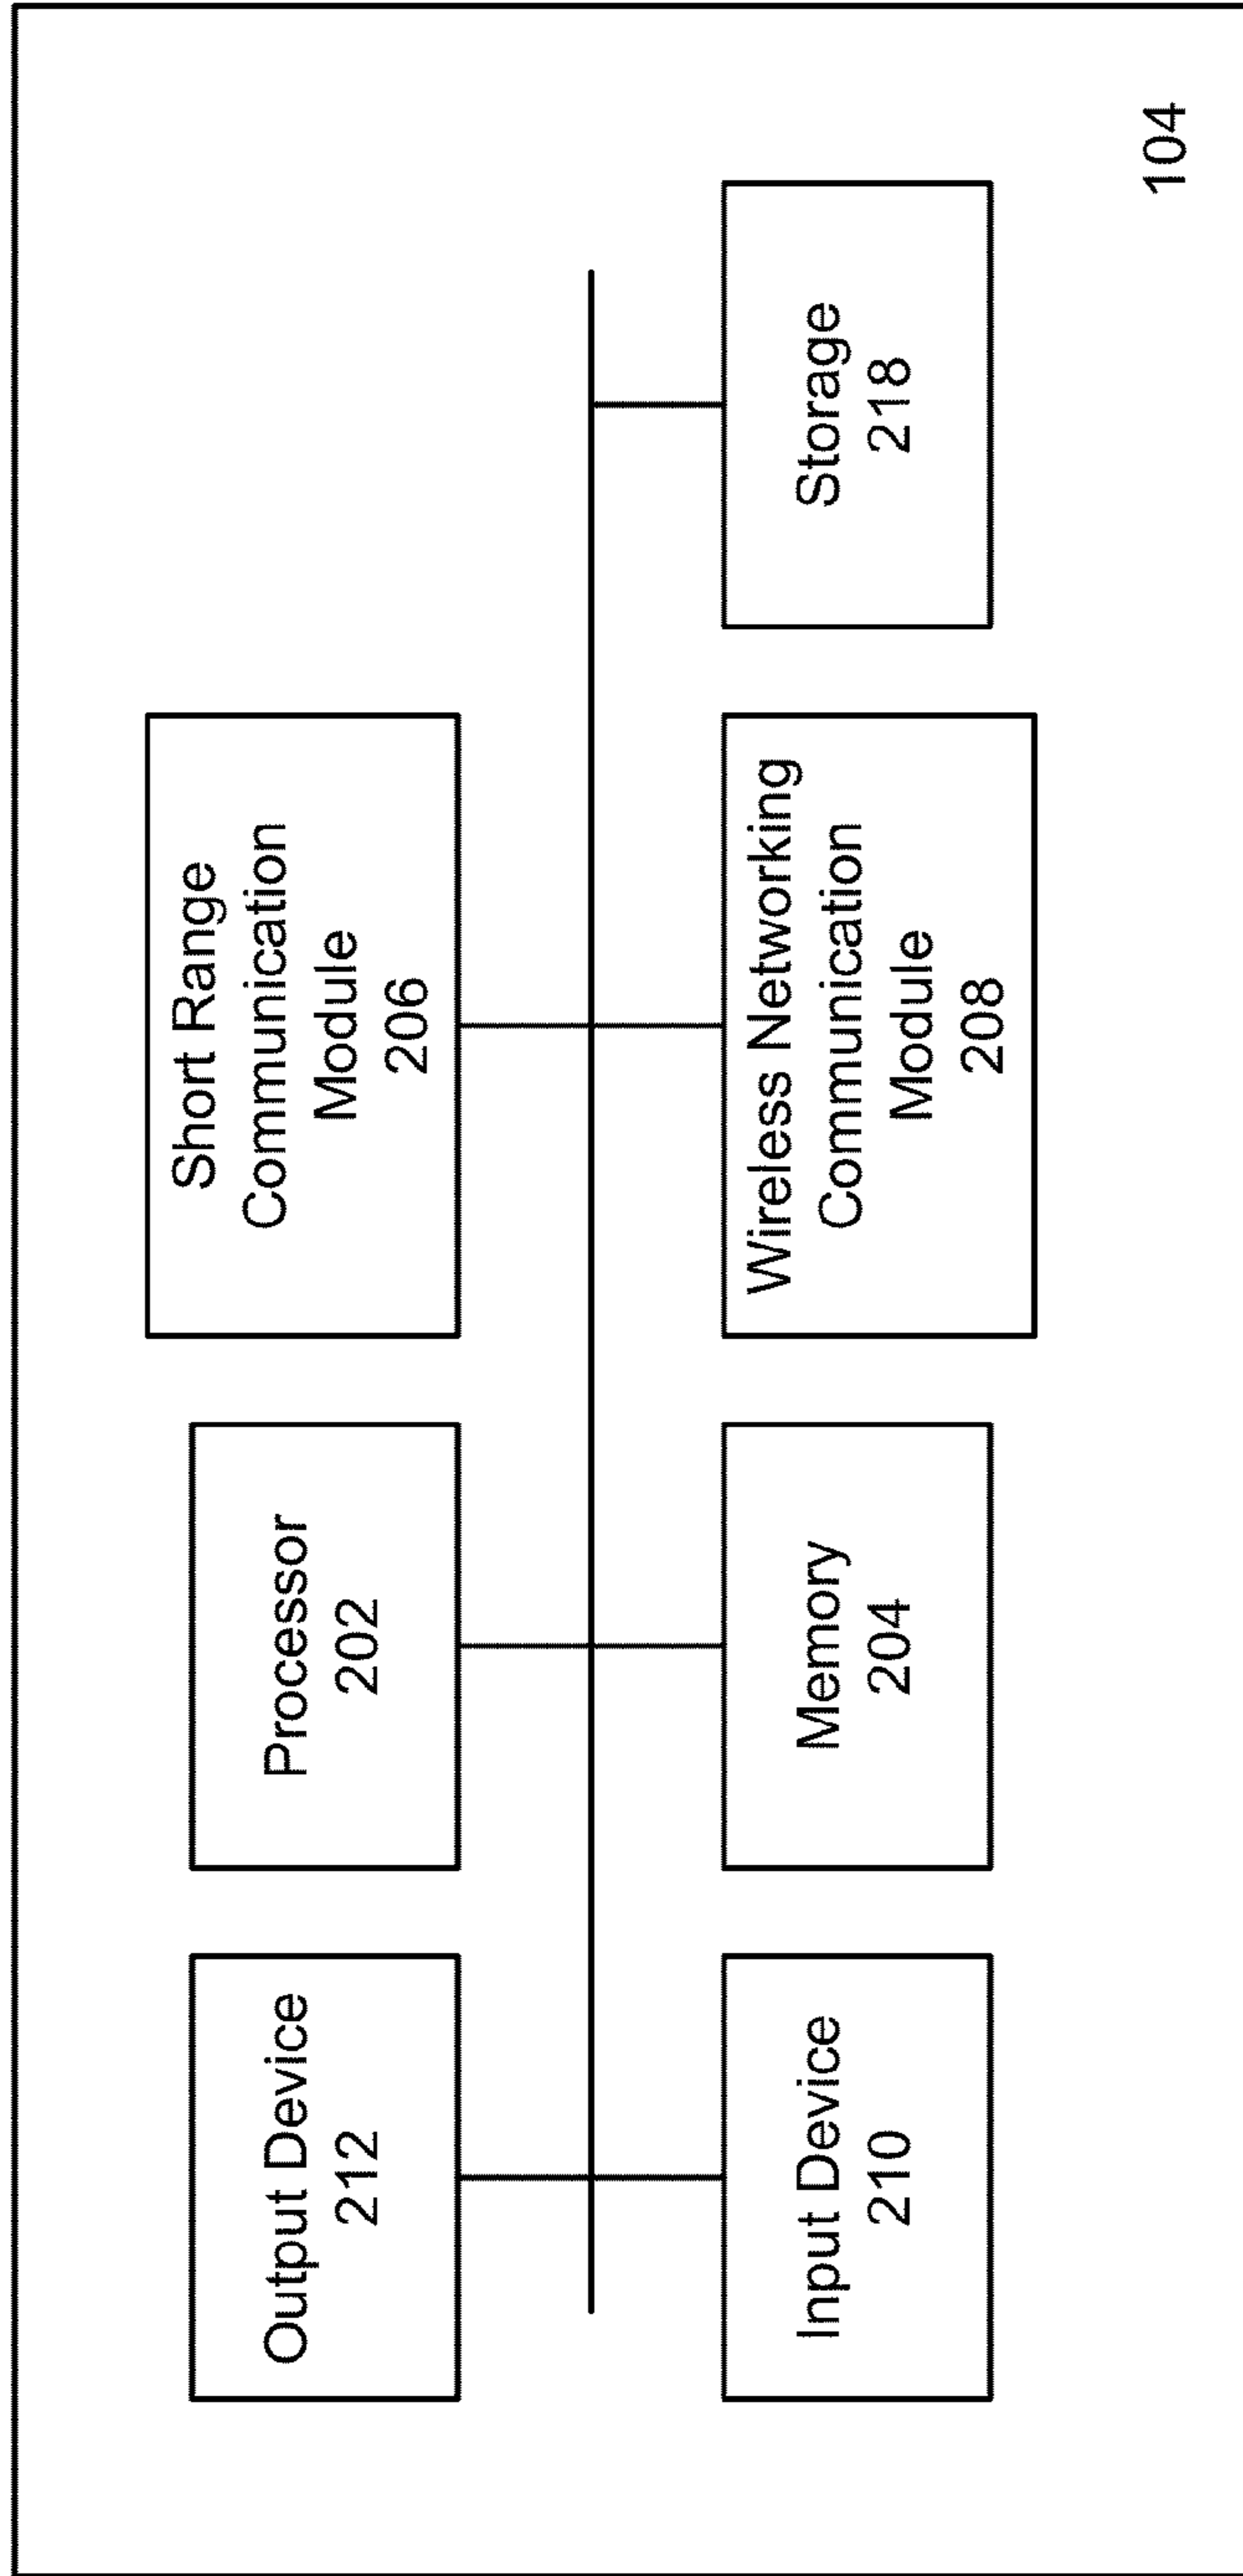 Output Device
212
Processor
202
Short Range
Communication
Module
206
Input Device
210
Memory
204
Wireless Networking
Communication
Module
208
Storage
218
104